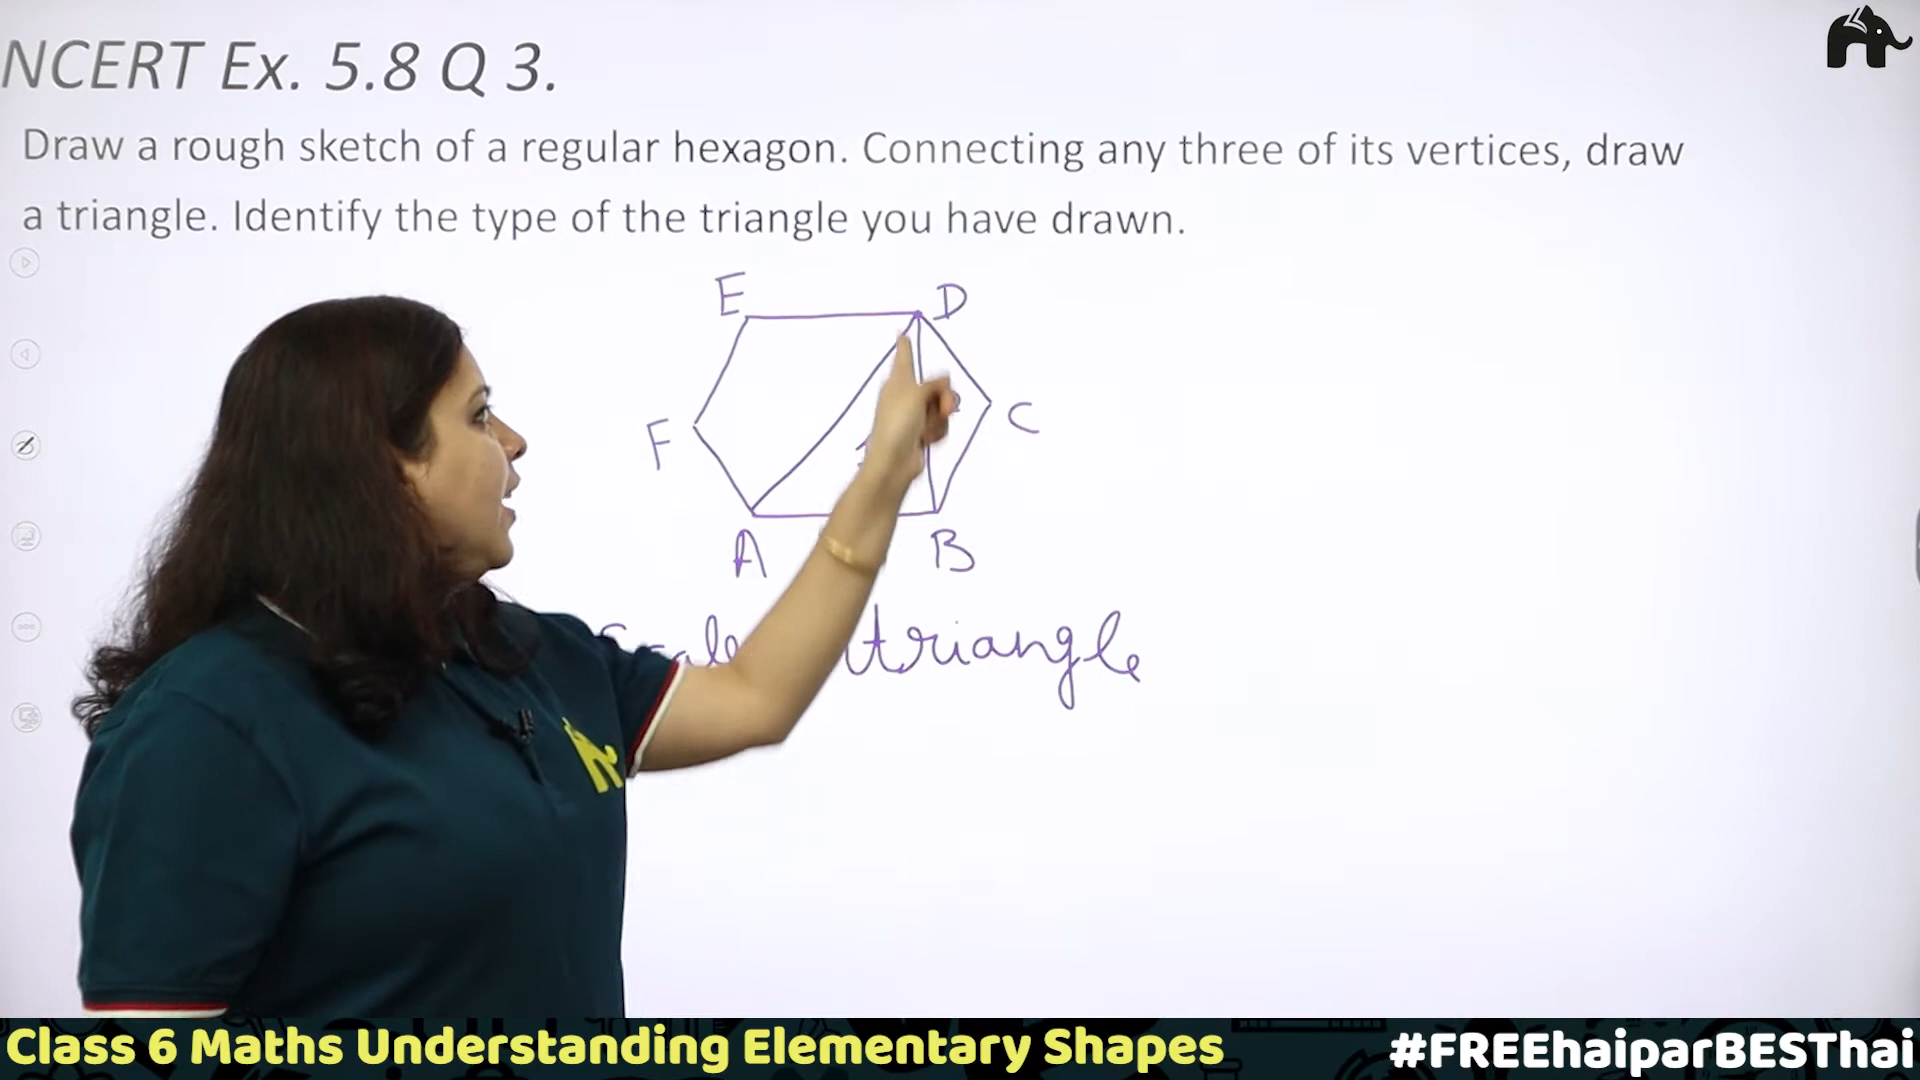 NCERT Ex. 5.8 Q 3.
Draw a rough sketch of a regular hexagon. Connecting any three of its vertices, draw
a triangle. Identify the type of the triangle you have drawn.
E D
F C
A B
triangle
Class 6 Maths Understanding Elementary Shapes
#FREEhaiparBESThai